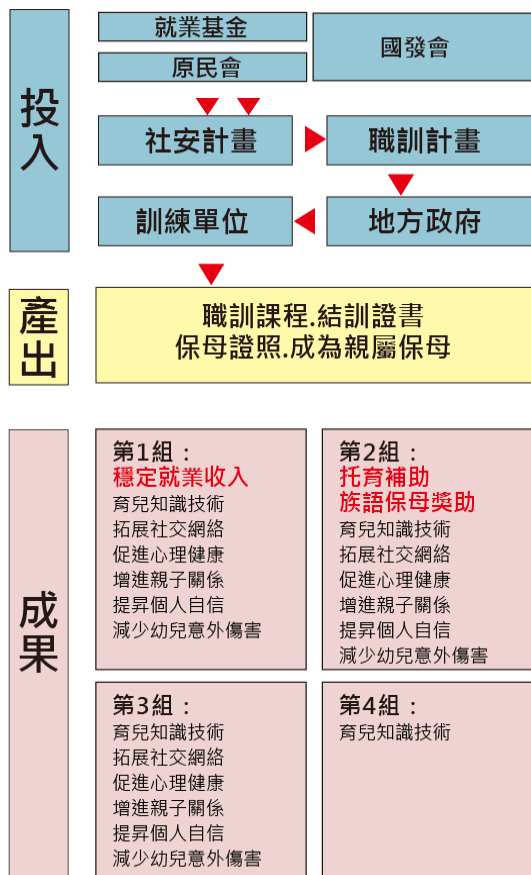 投入
就業基金
原民會
國發會
社安計畫
職訓計畫
訓練單位
地方政府
產出
職訓課程.結訓證書
保母證照.成為親屬保母
成果
第1組：
穩定就業收入
育兒知識技術
拓展社交網絡
促進心理健康
增進親子關係
提昇個人自信
減少幼兒意外傷害
第2組：
托育補助
族語保母獎助
育兒知識技術
拓展社交網絡
促進心理健康
增進親子關係
提昇個人自信
減少幼兒意外傷害
第3組：
育兒知識技術
拓展社交網絡
促進心理健康
增進親子關係
提昇個人自信
減少幼兒意外傷害
第4組：
育兒知識技術